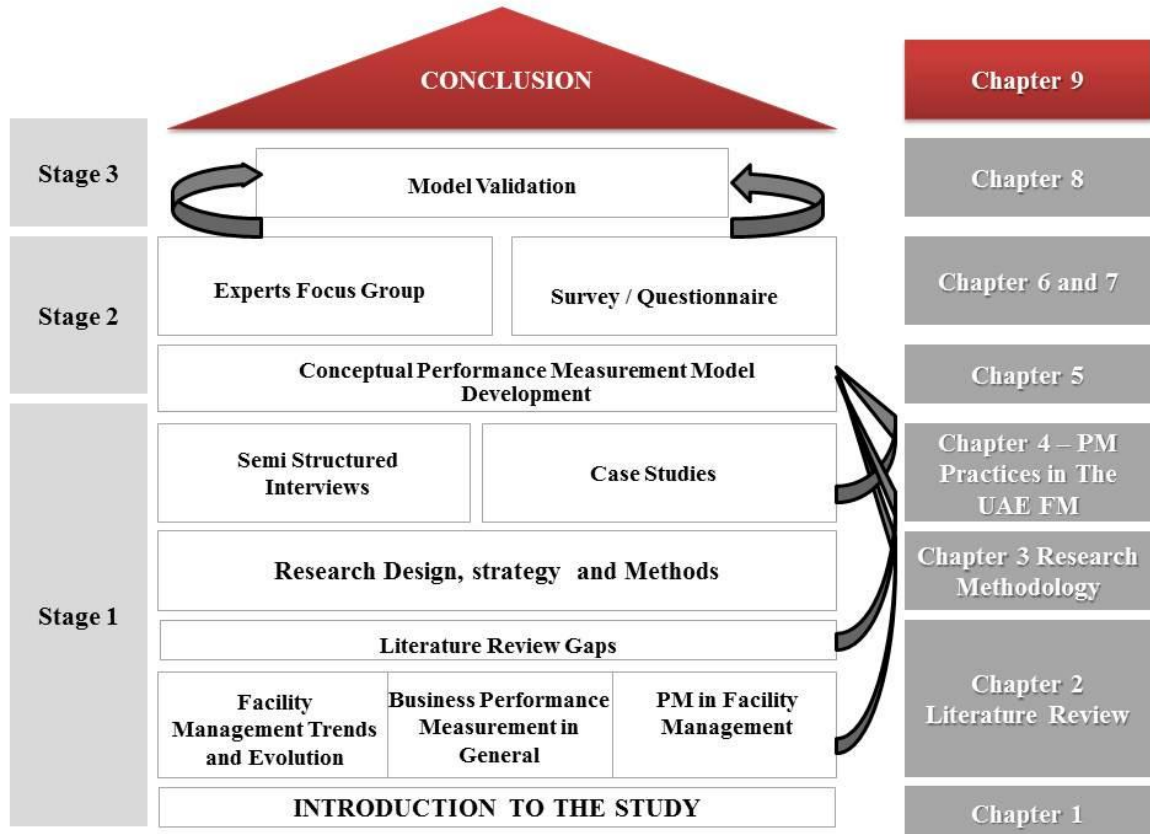 CONCLUSION
Chapter 9
Stage 3
Model Validation
Chapter 8
Stage 2
Experts Focus Group
Survey / Questionnaire
Chapter 6 and 7
Conceptual Performance Measurement Model
Development
Chapter 5
Stage 1
Semi Structured
Interviews
Case Studies
Chapter 4 – PM
Practices in The
UAE FM
Research Design, strategy and Methods
Chapter 3 Research
Methodology
Literature Review Gaps
Facility
Management Trends
and Evolution
Business Performance
Measurement in
General
PM in Facility
Management
Chapter 2
Literature Review
INTRODUCTION TO THE STUDY
Chapter 1